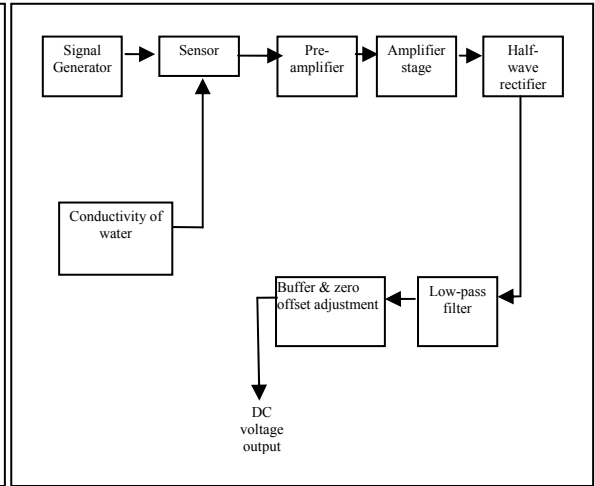 Signal
Generator
Sensor
Pre-
amplifier
Amplifier
stage
Half-
wave
rectifier
Conductivity of
water
Buffer & zero
offset adjustment
Low-pass
filter
DC
voltage
output